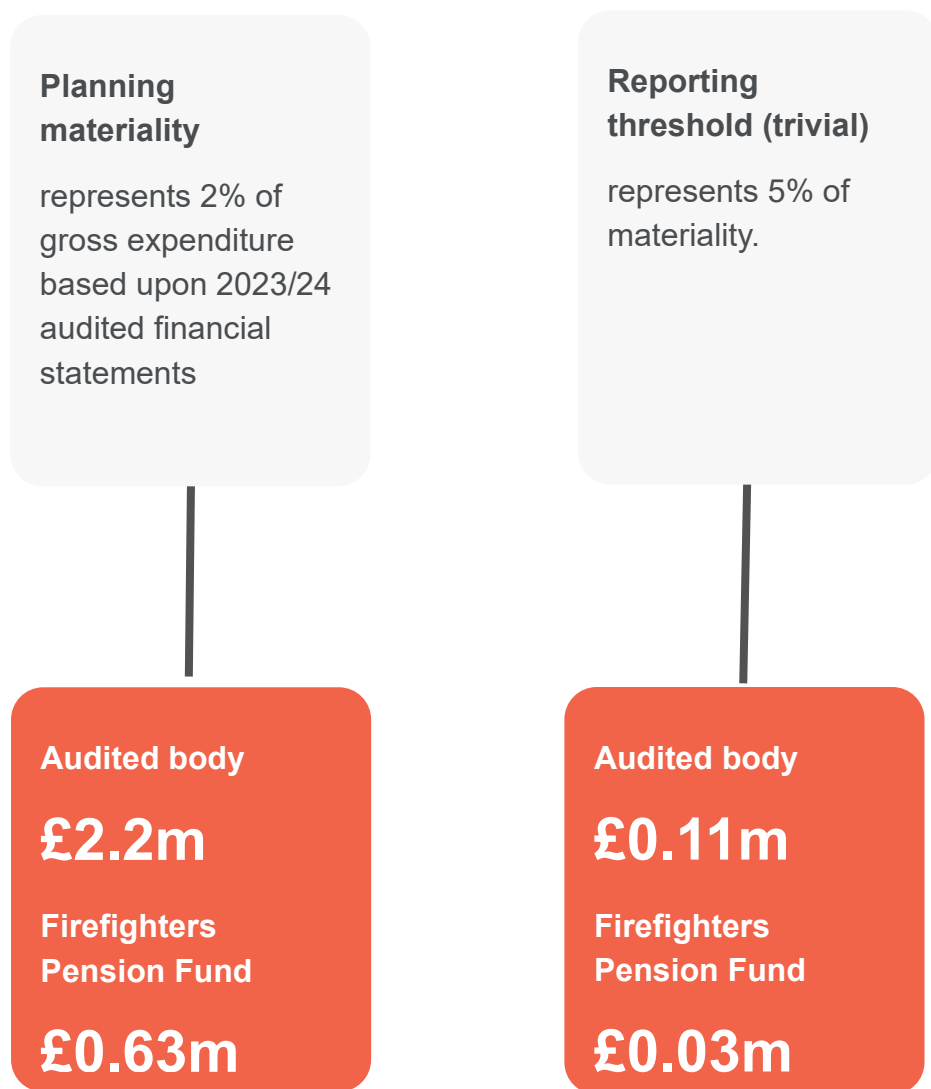 Planning
materiality
represents 2% of
gross expenditure
based upon 2023/24
audited financial
statements
Reporting
threshold (trivial)
represents 5% of
materiality.
Audited body
£2.2m
Firefighters
Pension Fund
£0.63m
Audited body
£0.11m
Firefighters
Pension Fund
£0.03m